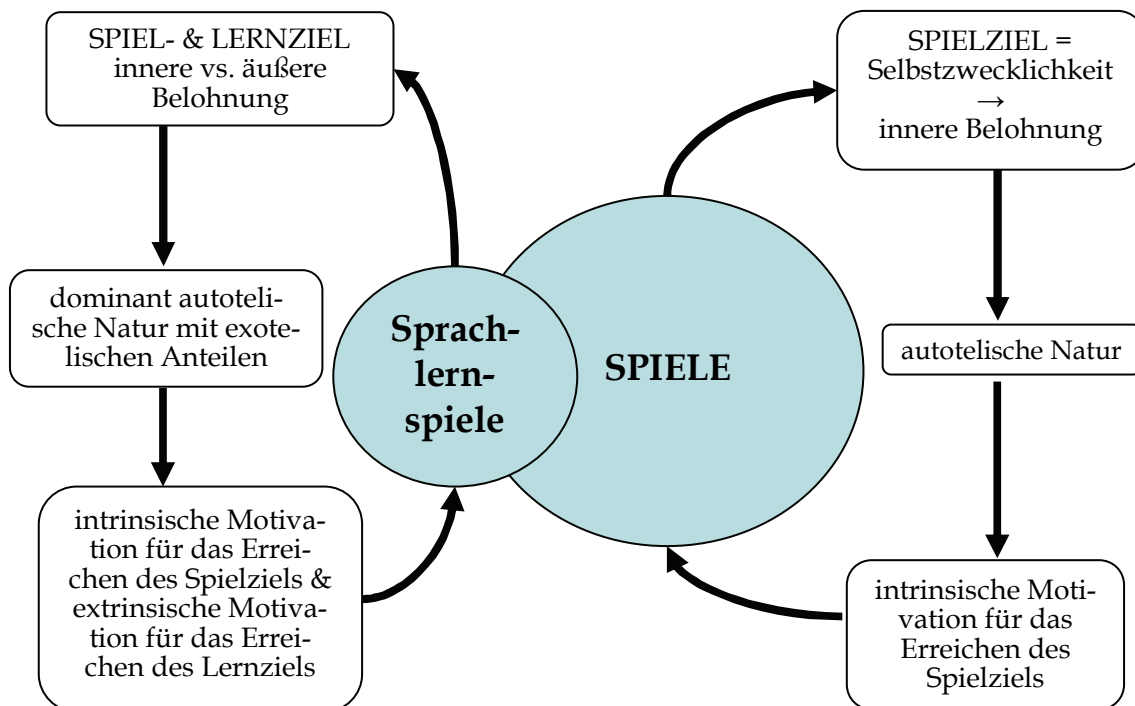 SPIEL- & LERNZIEL
innere vs. äußere
Belohnung
dominant autoteli-
sche Natur mit exote-
lischen Anteilen
intrinsische Motiva-
tion für das Errei-
chen des Spielziels &
extrinsische Motiva-
tion für das Errei-
chen des Lernziels
Sprach-
lern-
spiele
SPIELE
SPIELZIEL =
Selbstzwecklichkeit
→
innere Belohnung
autotelische Natur
intrinsische Moti-
vation für das
Erreichen des
Spielziels